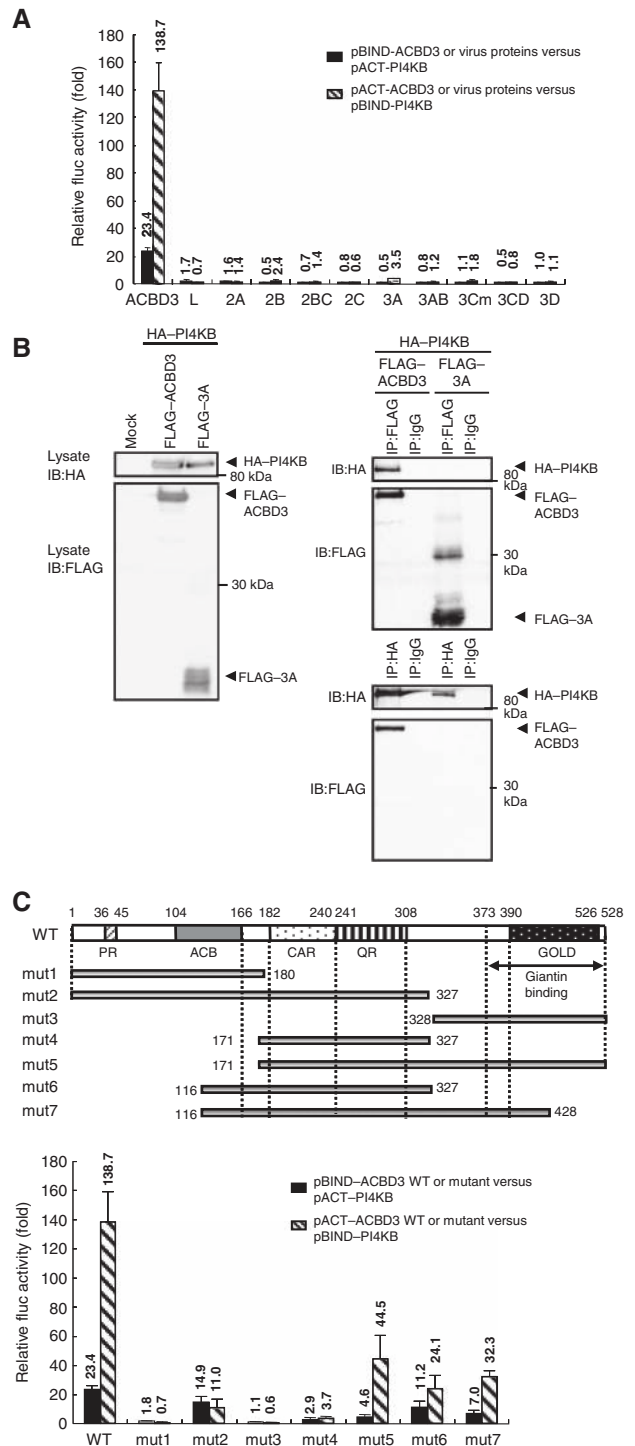 A
Relative fluc activity (fold)
180
160
140
120
100
80
60
40
20
0
pBIND-ACBD3 or virus proteins versus
pACT-PI4KB
pACT-ACBD3 or virus proteins versus
pBIND-PI4KB
23.4 138.7 1.7 0.7 1.6 1.4 0.5 2.4 0.7 1.4 0.8 0.6 0.5 3.5 0.8 1.2 1.1 1.8 0.5 0.8 1.0 1.1
ACBD3 L 2A 2B 2BC 2C 3A 3AB 3Cm 3CD 3D
B
HA–PI4KB
Mock
FLAG–ACBD3
FLAG–3A
Lysate
IB:HA
HA–PI4KB
80 kDa
FLAG–
ACBD3
Lysate
IB:FLAG
30 kDa
FLAG–3A
HA–PI4KB
FLAG–
ACBD3
FLAG–
3A
IP:FLAG
IP:IgG
IP:FLAG
IP:IgG
IB:HA
HA–PI4KB
80
kDa
FLAG–
ACBD3
IB:FLAG
30
kDa
FLAG–3A
IP:HA
IP:IgG
IP:HA
IP:IgG
IB:HA
HA–PI4KB
80
kDa
FLAG–
ACBD3
IB:FLAG
30
kDa
C
1 36 45 104 166 182 240 241 308 373 390 526 528
WT
PR ACB CAR QR GOLD
Giantin
binding
mut1 180
mut2 327
mut3 328
mut4 171 327
mut5 171
mut6 116 327
mut7 116 428
Relative fluc activity (fold)
180
160
140
120
100
80
60
40
20
0
pBIND–ACBD3 WT or mutant versus
pACT–PI4KB
pACT–ACBD3 WT or mutant versus
pBIND–PI4KB
23.4 138.7 1.8 0.7 14.9 11.0 1.1 0.6 2.9 3.7 4.6 44.5 11.2 24.1 7.0 32.3
WT mut1 mut2 mut3 mut4 mut5 mut6 mut7